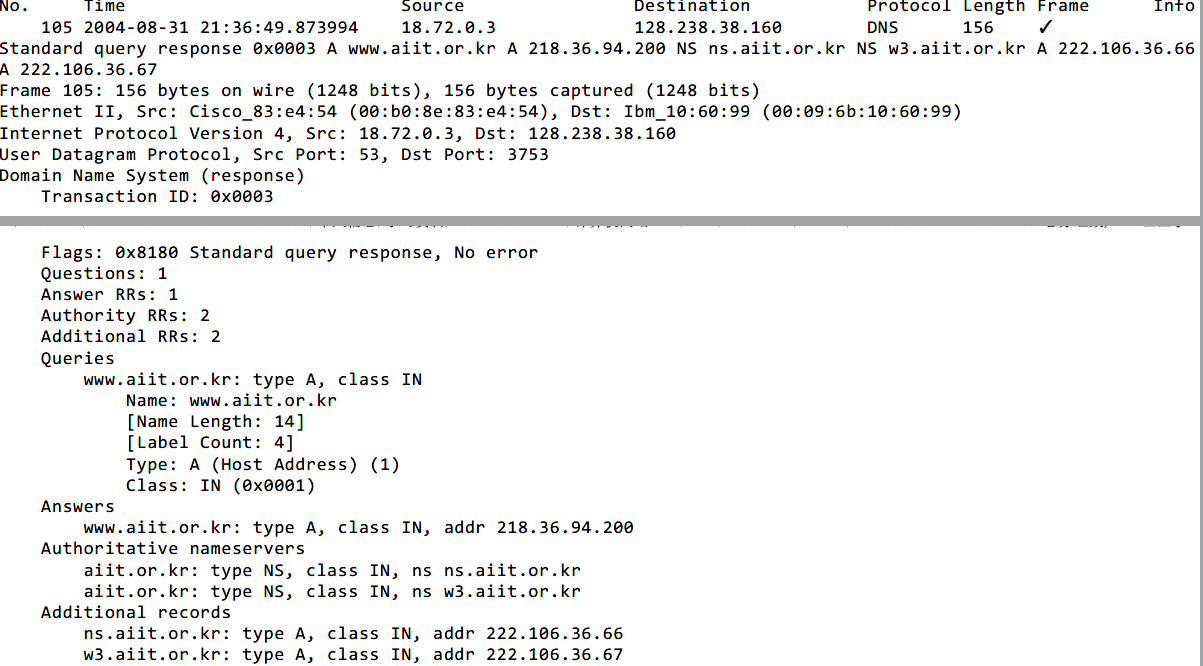 No. Time Source Destination Protocol Length Frame Info
105 2004-08-31 21:36:49.873994 18.72.0.3 128.238.38.160 DNS 156 ✓
Standard query response 0x0003 A www.aiit.or.kr A 218.36.94.200 NS ns.aiit.or.kr NS w3.aiit.or.kr A 222.106.36.66
A 222.106.36.67
Frame 105: 156 bytes on wire (1248 bits), 156 bytes captured (1248 bits)
Ethernet II, Src: Cisco_83:e4:54 (00:b0:8e:83:e4:54), Dst: Ibm_10:60:99 (00:09:6b:10:60:99)
Internet Protocol Version 4, Src: 18.72.0.3, Dst: 128.238.38.160
User Datagram Protocol, Src Port: 53, Dst Port: 3753
Domain Name System (response)
Transaction ID: 0x0003
Flags: 0x8180 Standard query response, No error
Questions: 1
Answer RRs: 1
Authority RRs: 2
Additional RRs: 2
Queries
www.aiit.or.kr: type A, class IN
Name: www.aiit.or.kr
[Name Length: 14]
[Label Count: 4]
Type: A (Host Address) (1)
Class: IN (0x0001)
Answers
www.aiit.or.kr: type A, class IN, addr 218.36.94.200
Authoritative nameservers
aiit.or.kr: type NS, class IN, ns ns.aiit.or.kr
aiit.or.kr: type NS, class IN, ns w3.aiit.or.kr
Additional records
ns.aiit.or.kr: type A, class IN, addr 222.106.36.66
w3.aiit.or.kr: type A, class IN, addr 222.106.36.67